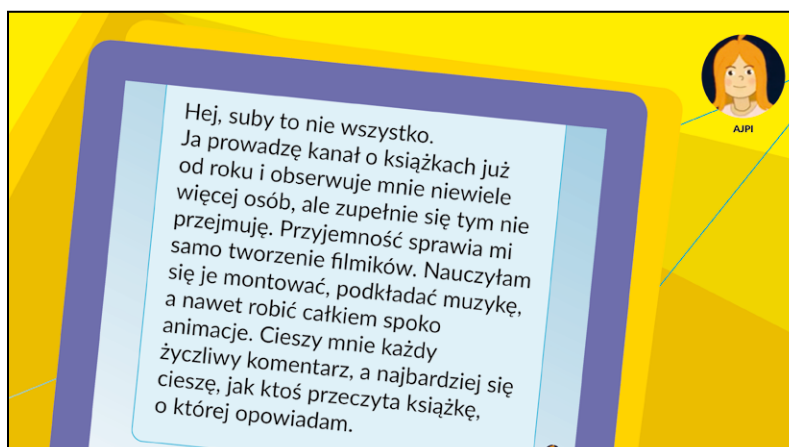 Hej, suby to nie wszystko.
Ja prowadzę kanał o książkach już
od roku i obserwuje mnie niewiele
więcej osób, ale zupełnie się tym nie
przejmuję. Przyjemność sprawia mi
samo tworzenie filmików. Nauczyłam
się je montować, podkładać muzykę,
a nawet robić całkiem spoko
animacje. Cieszy mnie każdy
życzliwy komentarz, a najbardziej się
cieszę, jak ktoś przeczyta książkę,
o której opowiadam.
AJPI